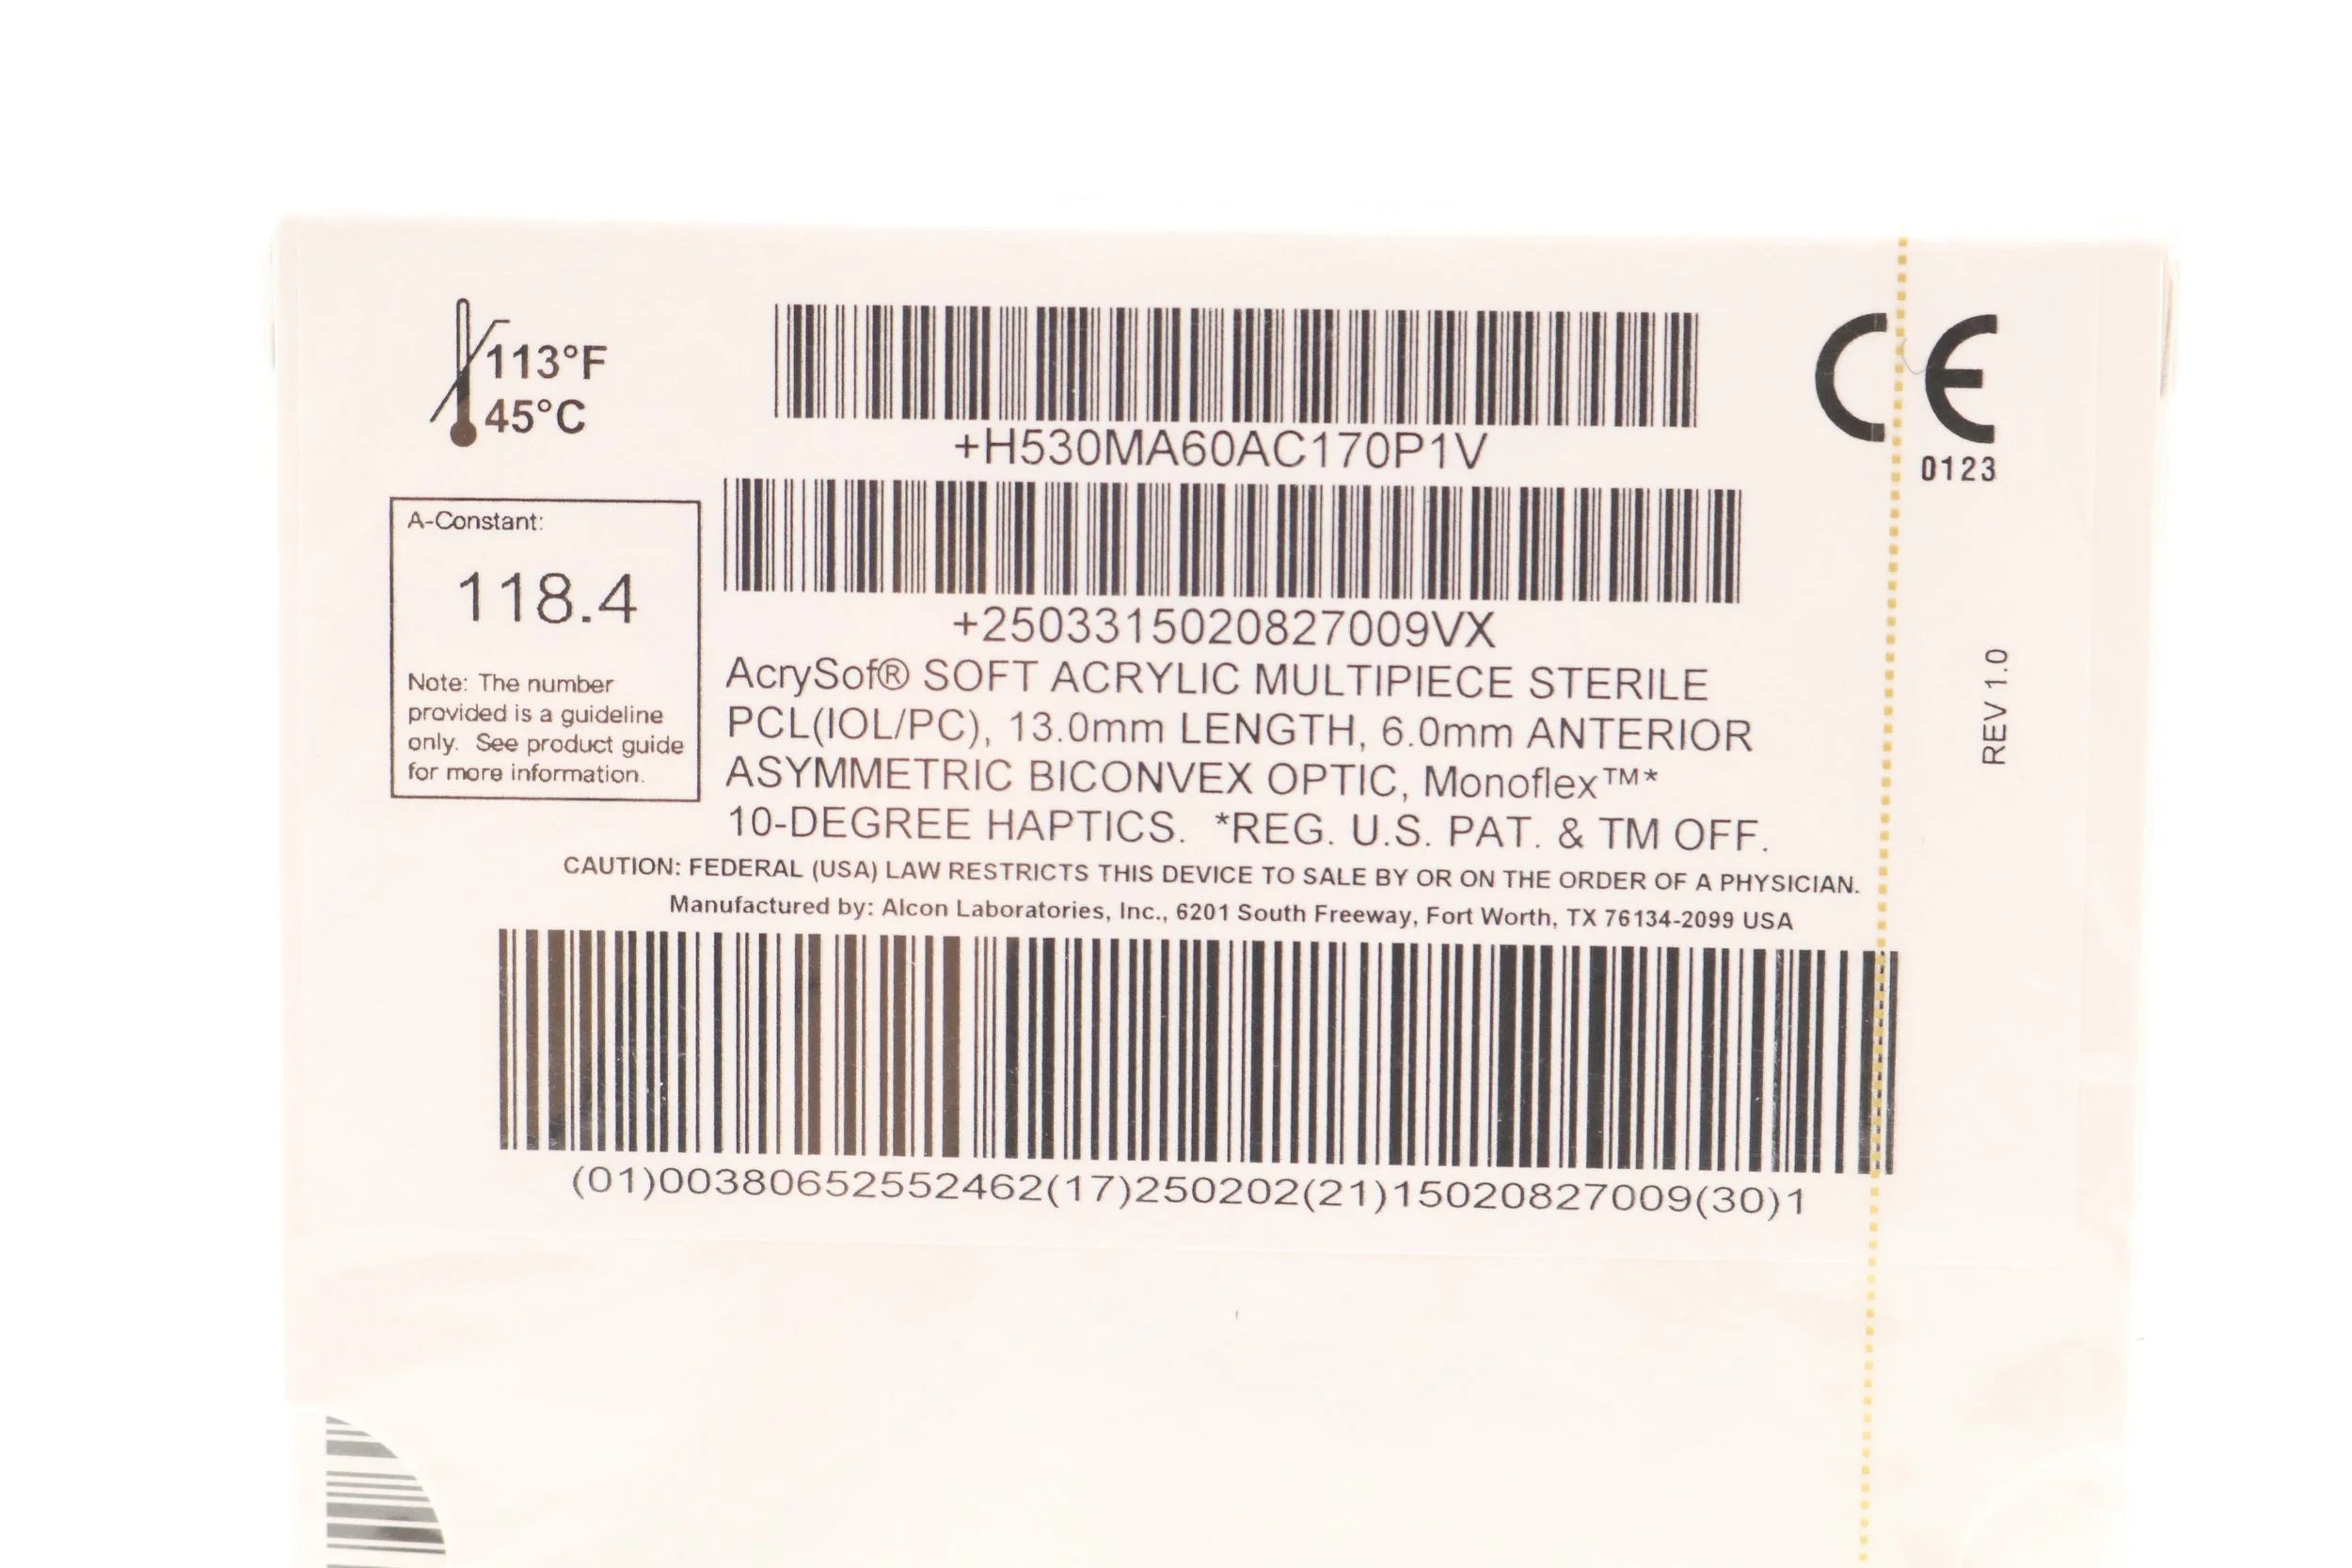 113°F
45°C
+H530MA60AC170P1V
CE
0123
A-Constant:
118.4
Note: The number
provided is a guideline
only. See product guide
for more information.
+2503315020827009VX
AcrySof® SOFT ACRYLIC MULTIPIECE STERILE
PCL(IOL/PC), 13.0mm LENGTH, 6.0mm ANTERIOR
ASYMMETRIC BICONVEX OPTIC, Monoflex™*
10-DEGREE HAPTICS. *REG. U.S. PAT. & TM OFF.
REV 1.0
CAUTION: FEDERAL (USA) LAW RESTRICTS THIS DEVICE TO SALE BY OR ON THE ORDER OF A PHYSICIAN.
Manufactured by: Alcon Laboratories, Inc., 6201 South Freeway, Fort Worth, TX 76134-2099 USA
(01)00380652552462(17)250202(21)15020827009(30)1